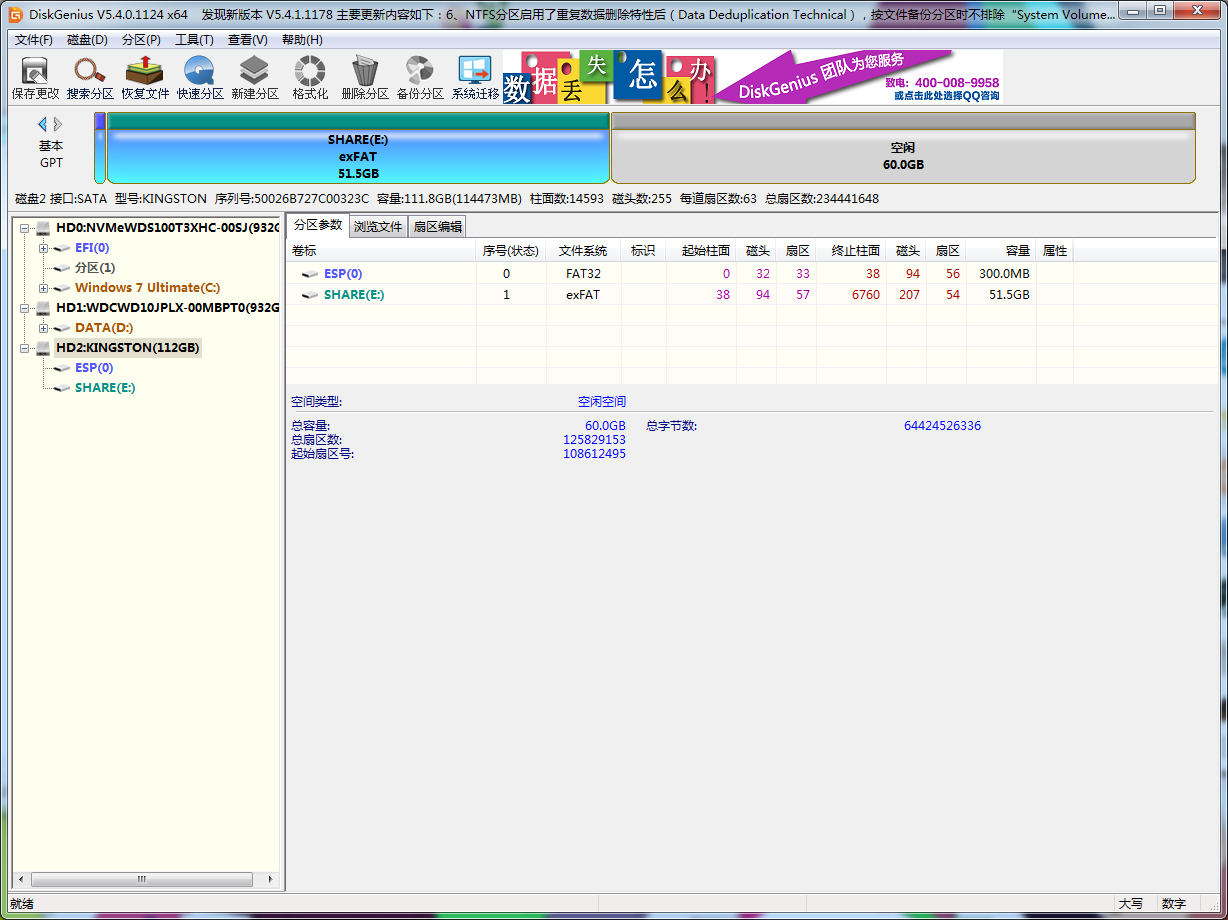 DiskGenius V5.4.0.1124 x64 发现新版本 V5.4.1.1178 主要更新内容如下：6、NTFS分区启用了重复数据删除特性后（Data Deduplication Technical），按文件备份分区时不排除“System Volume...
文件(F) 磁盘(D) 分区(P) 工具(T) 查看(V) 帮助(H)
保存更改 搜索分区 恢复文件 快速分区 新建分区 格式化 删除分区 备份分区 系统迁移
数据丢失怎么办!
DiskGenius 团队为您服务
致电：400-008-9958
或点击此处选择QQ咨询
基本
GPT
SHARE(E:)
exFAT
51.5GB
空闲
60.0GB
磁盘2 接口:SATA 型号:KINGSTON 序列号:50026B727C00323C 容量:111.8GB(114473MB) 柱面数:14593 磁头数:255 每道扇区数:63 总扇区数:234441648
HD0:NVMeWDS100T3XHC-00SJ(932G
EFI(0)
分区(1)
Windows 7 Ultimate(C:)
HD1:WDCWD10JPLX-00MBPT0(932G
DATA(D:)
HD2:KINGSTON(112GB)
ESP(0)
SHARE(E:)
分区参数 浏览文件 扇区编辑
卷标 序号(状态) 文件系统 标识 起始柱面 磁头 扇区 终止柱面 磁头 扇区 容量 属性
ESP(0) 0 FAT32 0 32 33 38 94 56 300.0MB
SHARE(E:) 1 exFAT 38 94 57 6760 207 54 51.5GB
空间类型: 空闲空间
总容量: 60.0GB 总字节数: 64424526336
总扇区数: 125829153
起始扇区号: 108612495
就绪 大写 数字